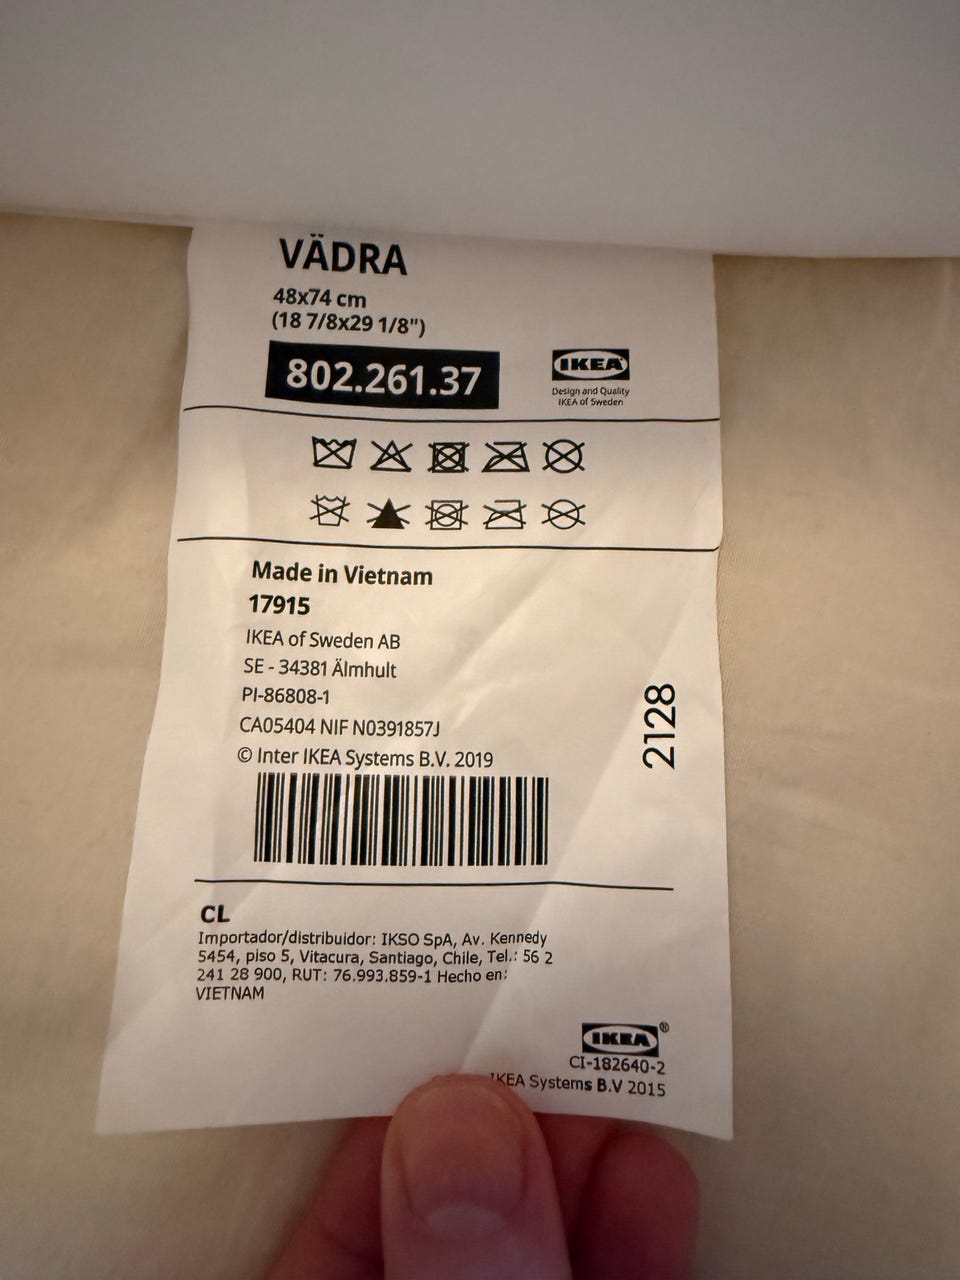 VÄDRA
48x74 cm
(18 7/8x29 1/8")
802.261.37
IKEA
Design and Quality
IKEA of Sweden
Made in Vietnam
17915
IKEA of Sweden AB
SE - 34381 Älmhult
PI-86808-1
CA05404 NIF N0391857J
© Inter IKEA Systems B.V. 2019
2128
CL
Importador/distribuidor: IKSO SpA, Av. Kennedy
5454, piso 5, Vitacura, Santiago, Chile, Tel.: 56 2
241 28 900, RUT: 76.993.859-1 Hecho en:
VIETNAM
IKEA®
CI-182640-2
IKEA Systems B.V 2015